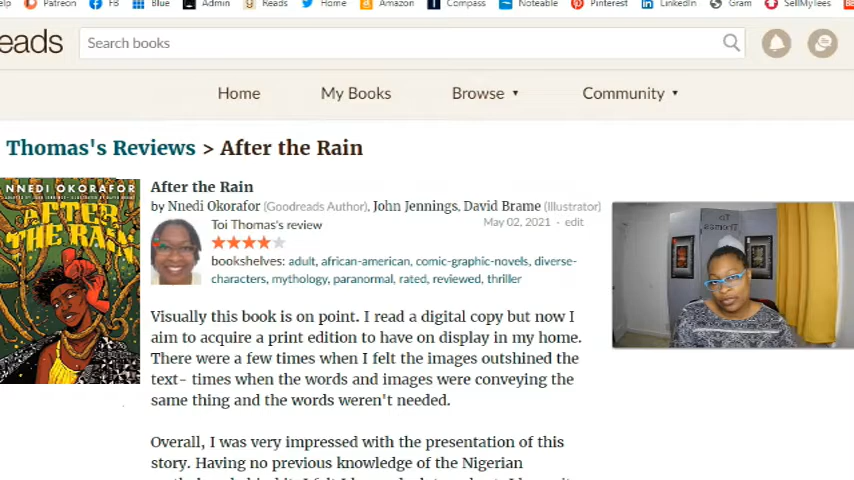 Patreon FB Blue Admin Reads Twitter Amazon Compass Noteable Pinterest LinkedIn Gram SellMyTees
eads Search books
Home My Books Browse Community
Thomas's Reviews > After the Rain
NNEDI OKORAFOR
AFTER
THE RAIN
After the Rain
by Nnedi Okorafor (Goodreads Author), John Jennings, David Brame (Illustrator)
Toi Thomas's review May 02, 2021 · edit
bookshelves: adult, african-american, comic-graphic-novels, diverse-
characters, mythology, paranormal, rated, reviewed, thriller
Visually this book is on point. I read a digital copy but now I
aim to acquire a print edition to have on display in my home.
There were a few times when I felt the images outshined the
text- times when the words and images were conveying the
same thing and the words weren't needed.
Overall, I was very impressed with the presentation of this
story. Having no previous knowledge of the Nigerian